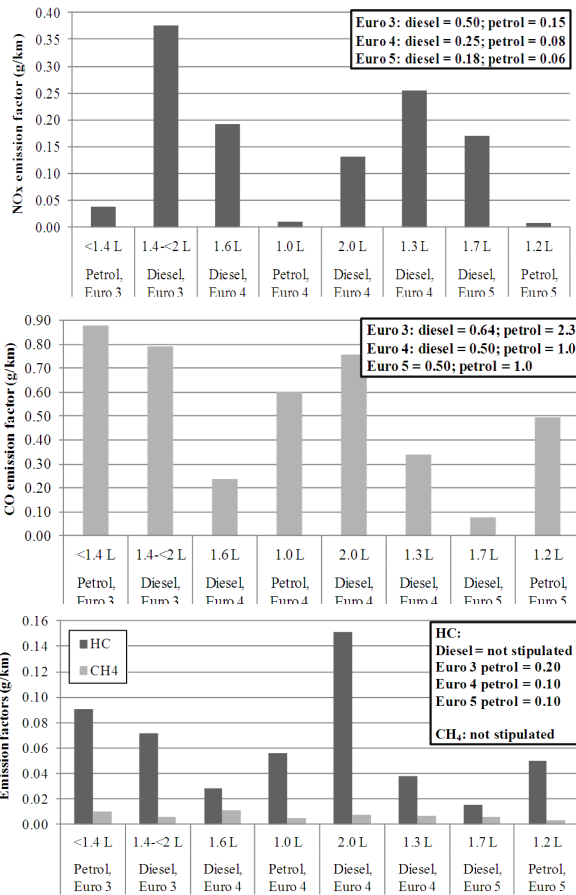 Euro 3: diesel = 0.50; petrol = 0.15
Euro 4: diesel = 0.25; petrol = 0.08
Euro 5: diesel = 0.18; petrol = 0.06
NOx emission factor (g/km)
0.40
0.35
0.30
0.25
0.20
0.15
0.10
0.05
0.00
<1.4 L 1.4-<2 L 1.6 L 1.0 L 2.0 L 1.3 L 1.7 L 1.2 L
Petrol, Diesel, Diesel, Petrol, Diesel, Diesel, Diesel, Petrol,
Euro 3 Euro 3 Euro 4 Euro 4 Euro 4 Euro 4 Euro 5 Euro 5
Euro 3: diesel = 0.64; petrol = 2.3
Euro 4: diesel = 0.50; petrol = 1.0
Euro 5 = 0.50; petrol = 1.0
CO emission factor (g/km)
0.90
0.80
0.70
0.60
0.50
0.40
0.30
0.20
0.10
0.00
<1.4 L 1.4-<2 L 1.6 L 1.0 L 2.0 L 1.3 L 1.7 L 1.2 L
Petrol, Diesel, Diesel, Petrol, Diesel, Diesel, Diesel, Petrol,
Euro 3 Euro 3 Euro 4 Euro 4 Euro 4 Euro 4 Euro 5 Euro 5
HC
CH4
HC:
Diesel = not stipulated
Euro 3 petrol = 0.20
Euro 4 petrol = 0.10
Euro 5 petrol = 0.10
CH₄: not stipulated
Emission factors (g/km)
0.16
0.14
0.12
0.10
0.08
0.06
0.04
0.02
0.00
<1.4 L 1.4-<2 L 1.6 L 1.0 L 2.0 L 1.3 L 1.7 L 1.2 L
Petrol, Diesel, Diesel, Petrol, Diesel, Diesel, Diesel, Petrol,
Euro 3 Euro 3 Euro 4 Euro 4 Euro 4 Euro 4 Euro 5 Euro 5